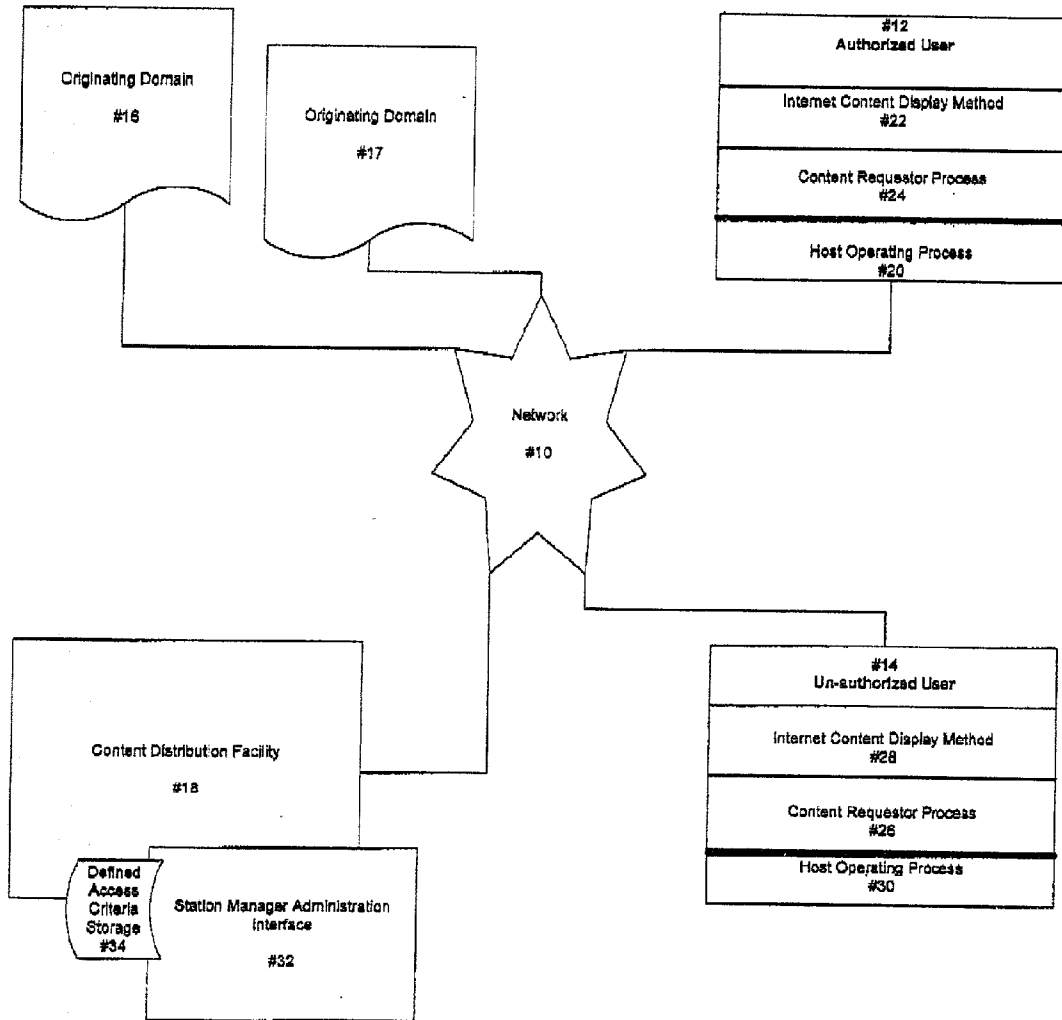 Originating Domain
#16
Originating Domain
#17
#12
Authorized User
Internet Content Display Method
#22
Content Requestor Process
#24
Host Operating Process
#20
Network
#10
Content Distribution Facility
#18
Defined
Access
Criteria
Storage
#34
Station Manager Administration
Interface
#32
#14
Un-authorized User
Internet Content Display Method
#28
Content Requestor Process
#26
Host Operating Process
#30